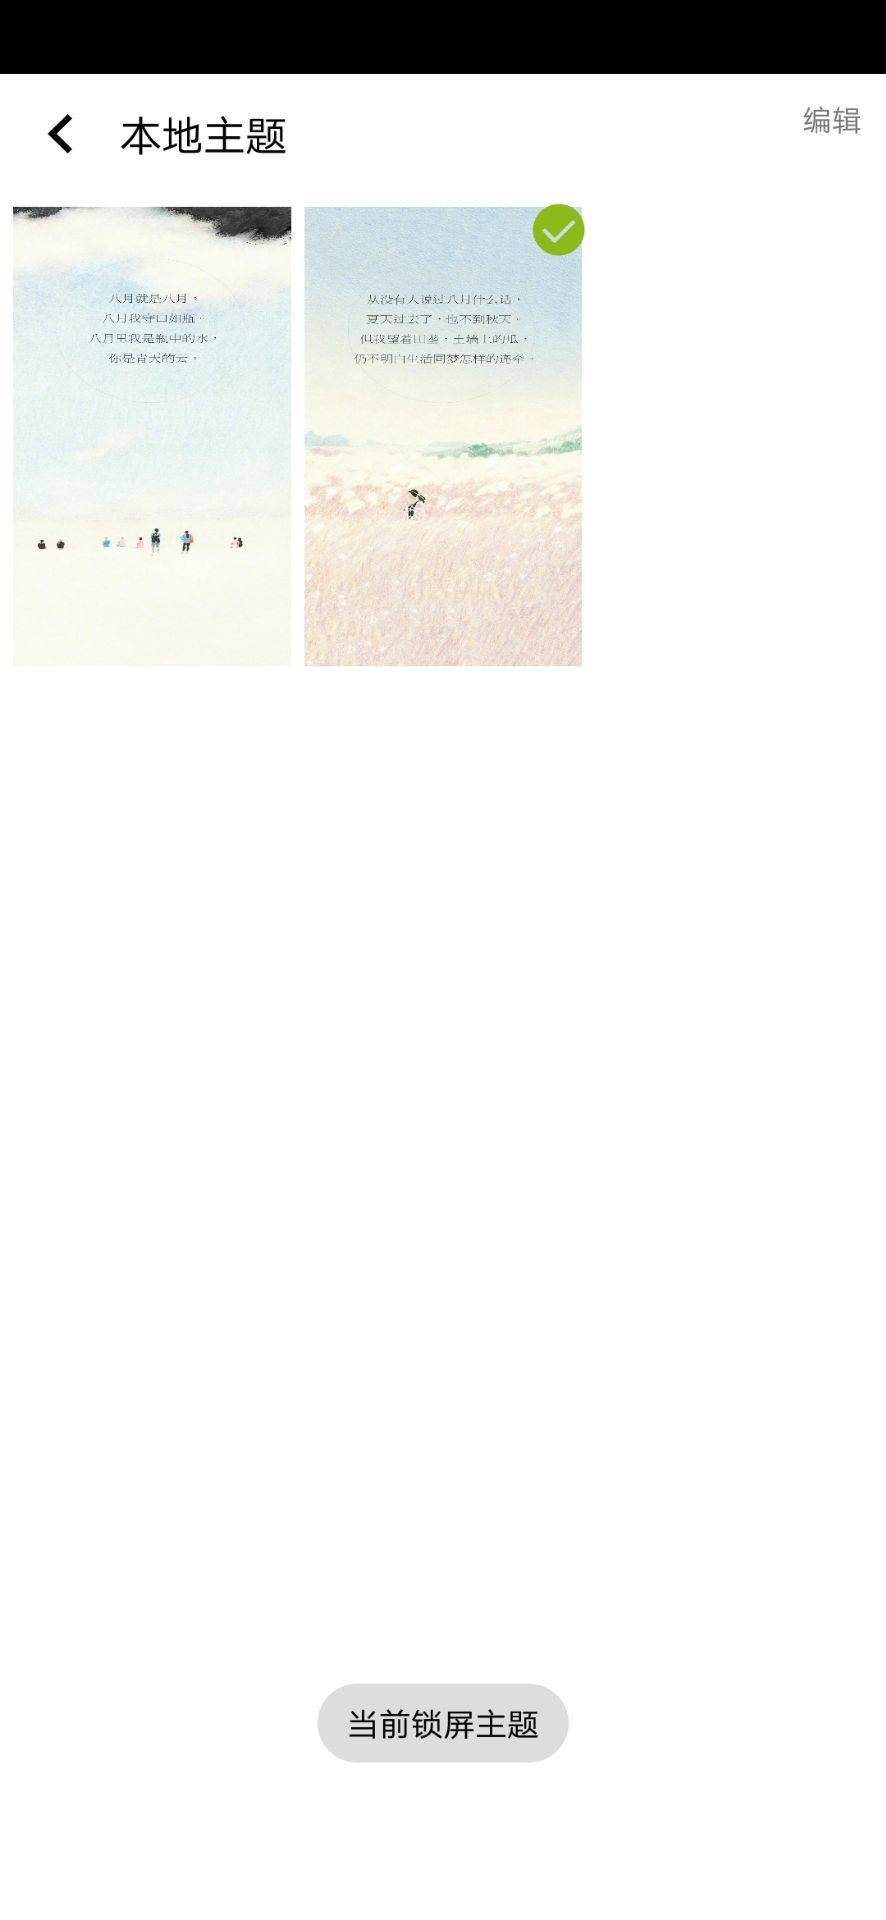 本地主题
编辑
八月就是八月。
八月我守口如瓶。
八月里我是瓶中的水，
你是青天的云。
从没有人说过八月什么话，
夏天过去了，也不到秋天。
但我望着田垄，土墙上的瓜，
仍不明白生活同梦怎样的连牵。
当前锁屏主题